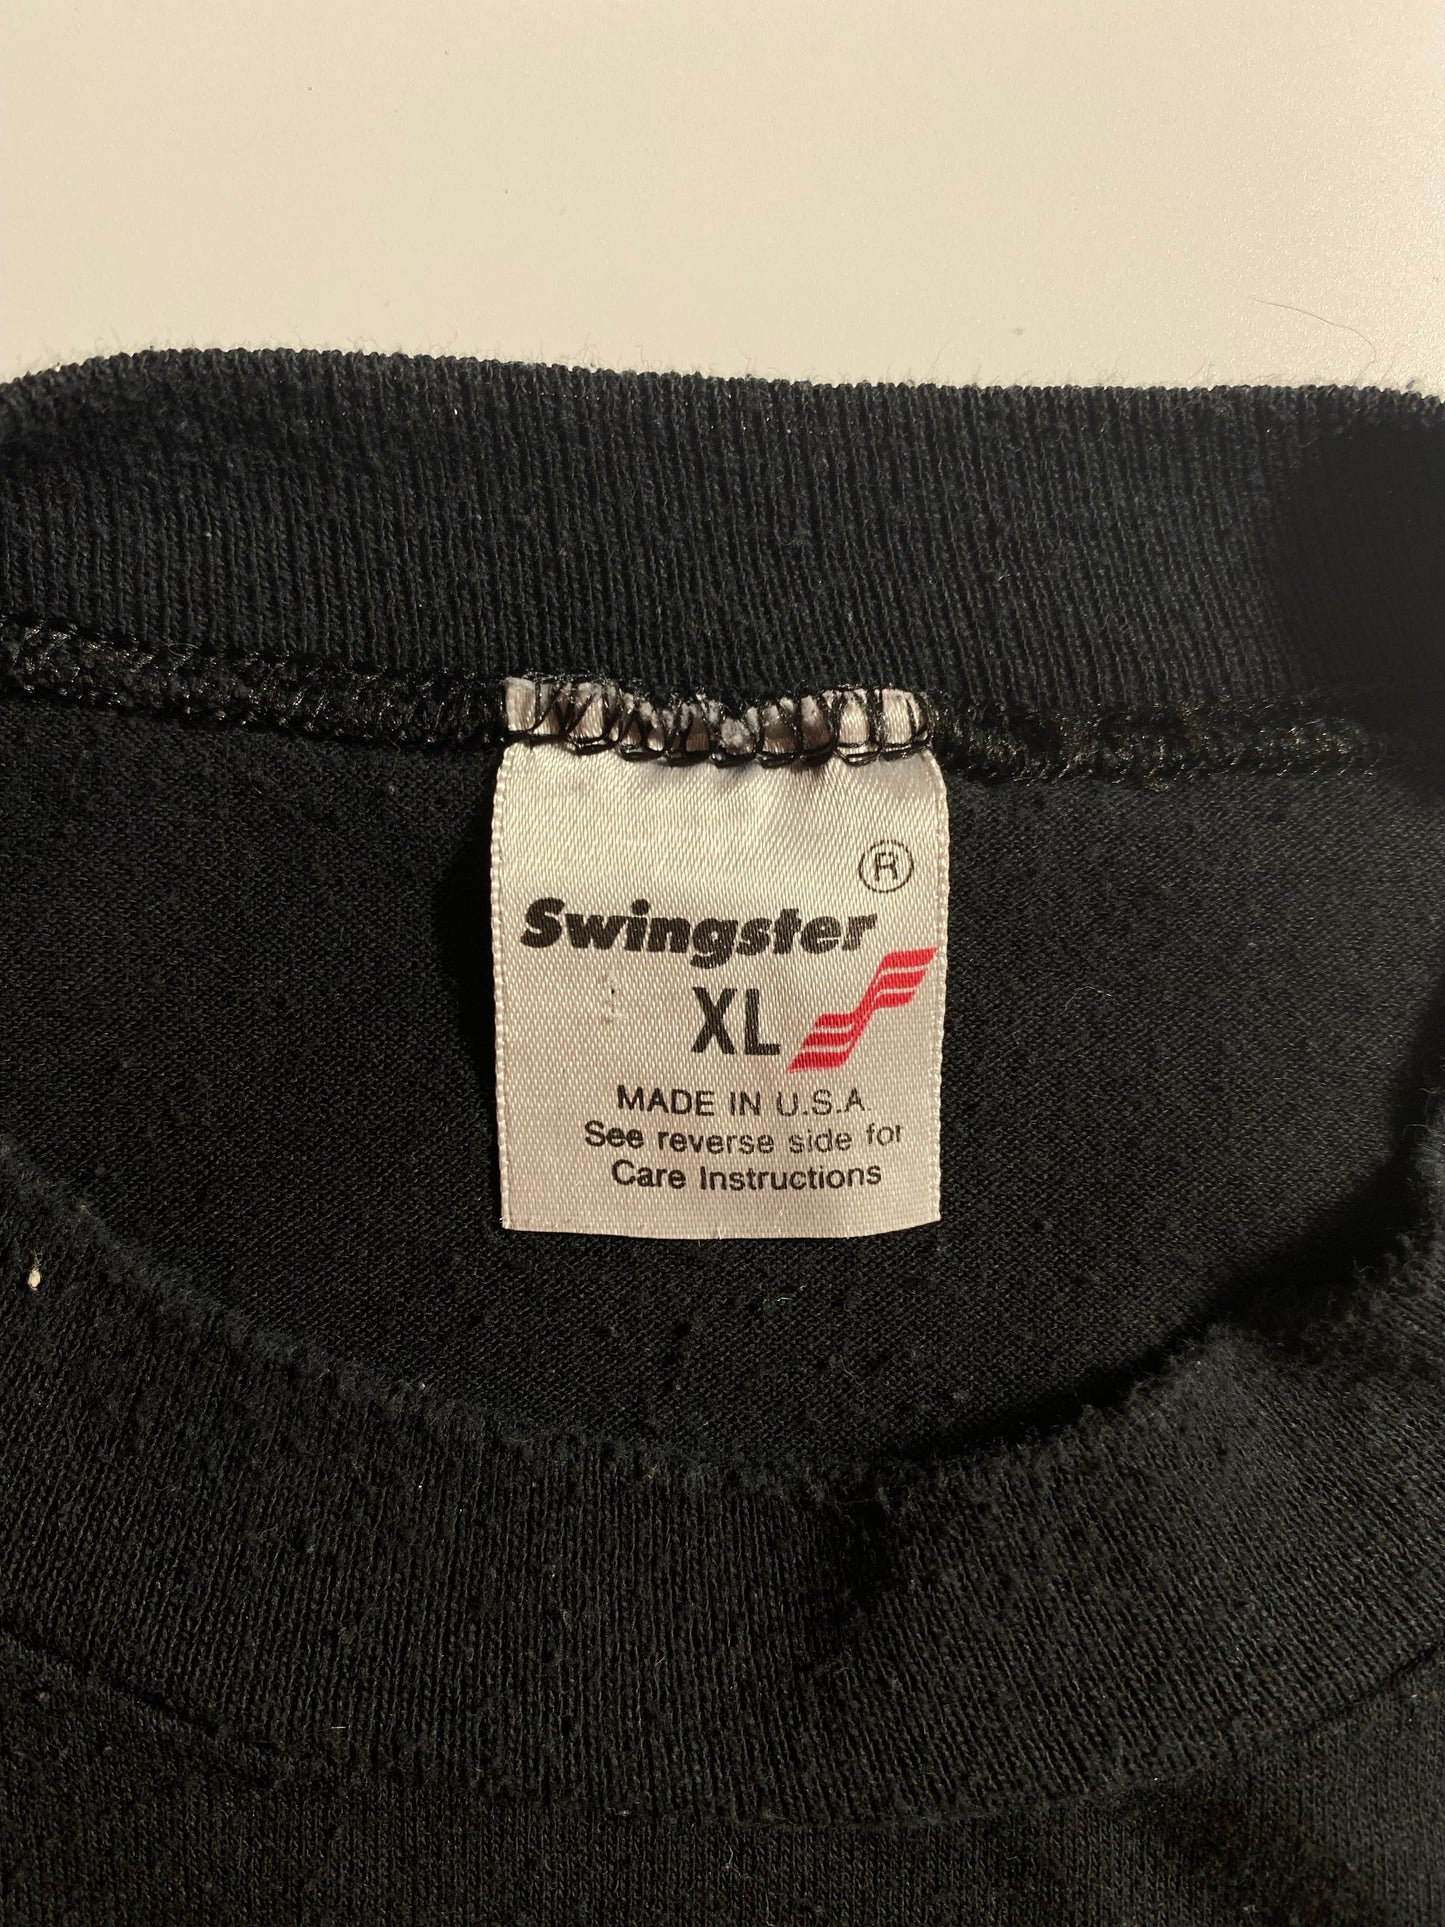 ®
Swingster
XL
MADE IN U.S.A.
See reverse side for
Care Instructions